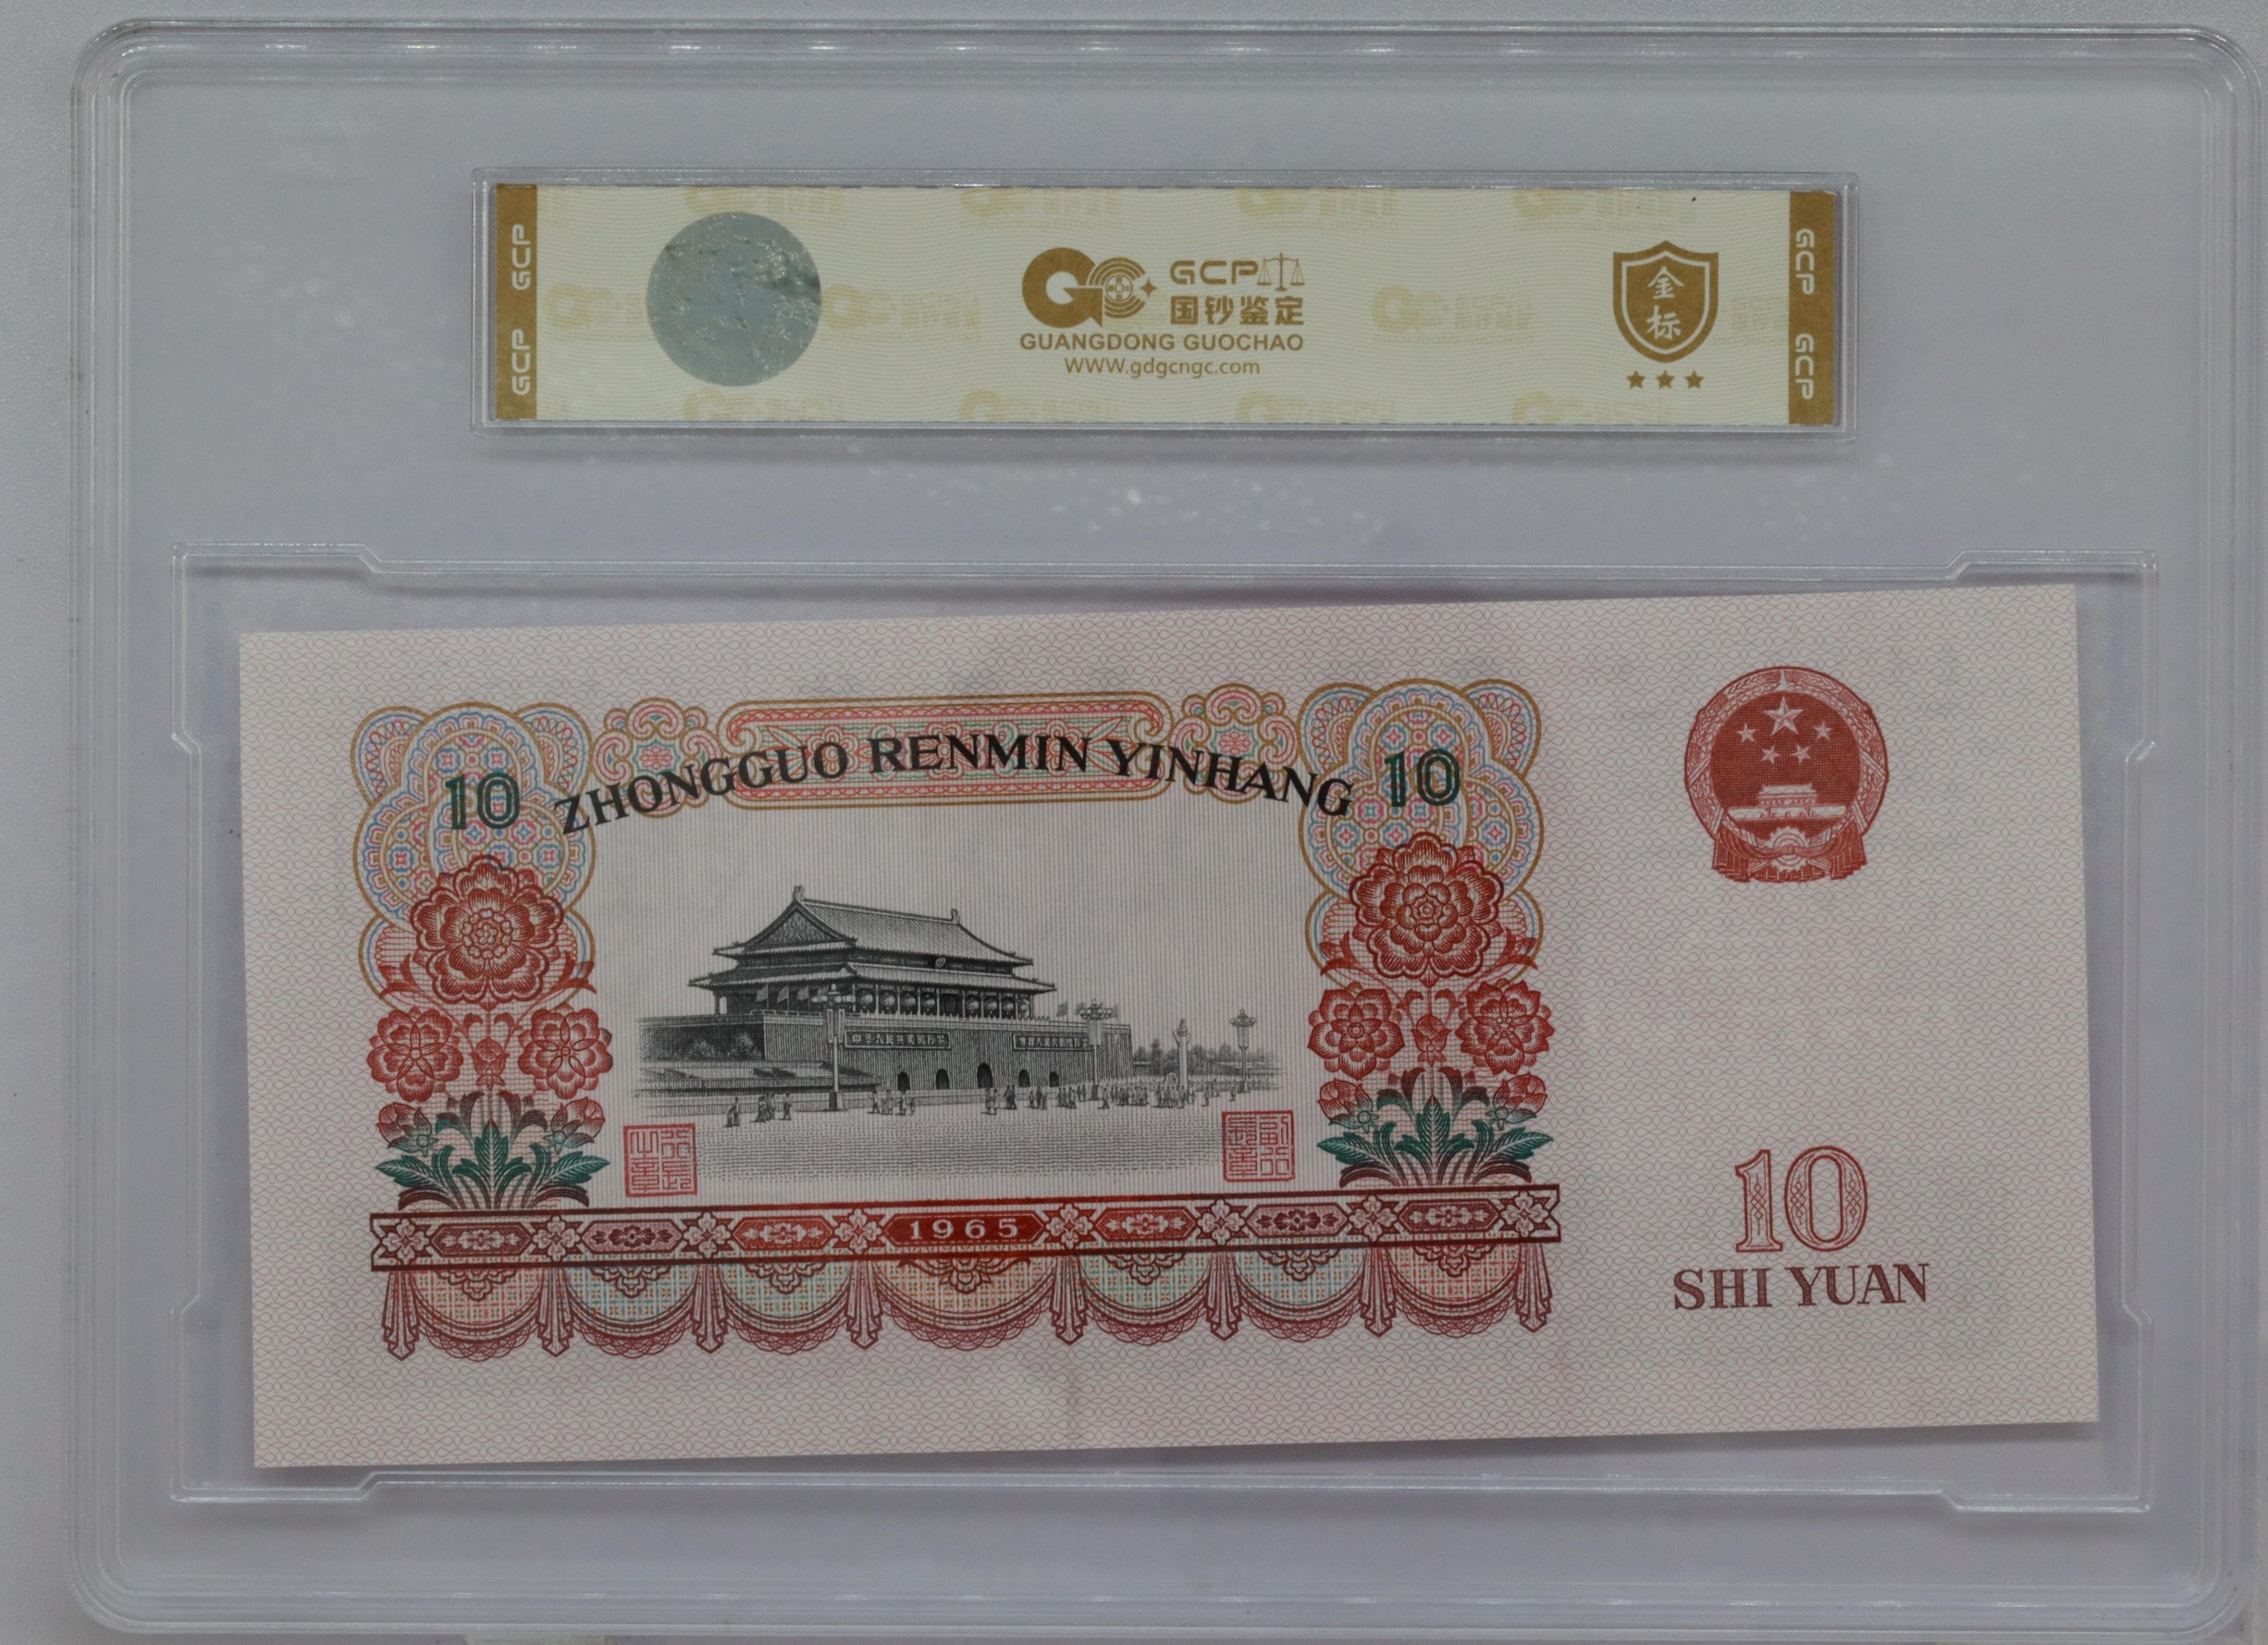 GCP GCP
GCP
国钞鉴定
GUANGDONG GUOCHAO
WWW.gdgcngc.com
金
标
GCP GCP
10 ZHONGGUO RENMIN YINHANG 10
1965
10
SHI YUAN